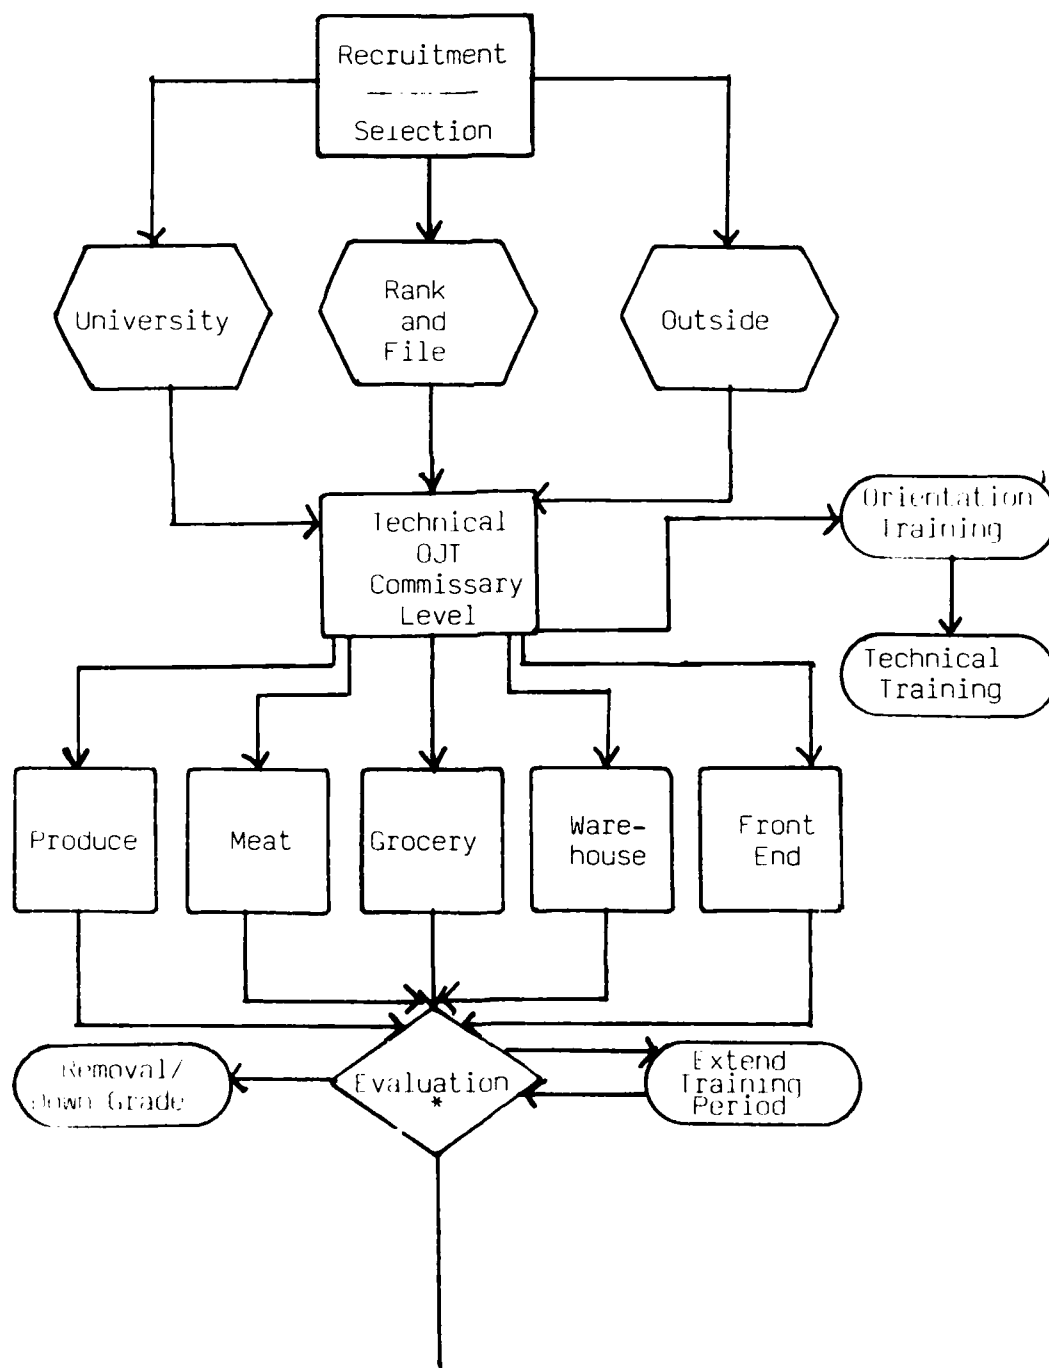 Recruitment
Selection
University
Rank
and
File
Outside
Technical
OJT
Commissary
Level
Orientation
Training
Technical
Training
Produce
Meat
Grocery
Ware-
house
Front
End
Removal/
Down Grade
Evaluation
*
Extend
Training
Period